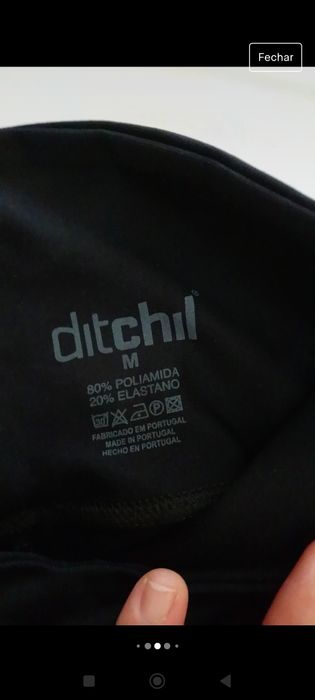 Fechar
ditchil
M
80% POLIAMIDA
20% ELASTANO
FABRICADO EM PORTUGAL
MADE IN PORTUGAL
HECHO EN PORTUGAL